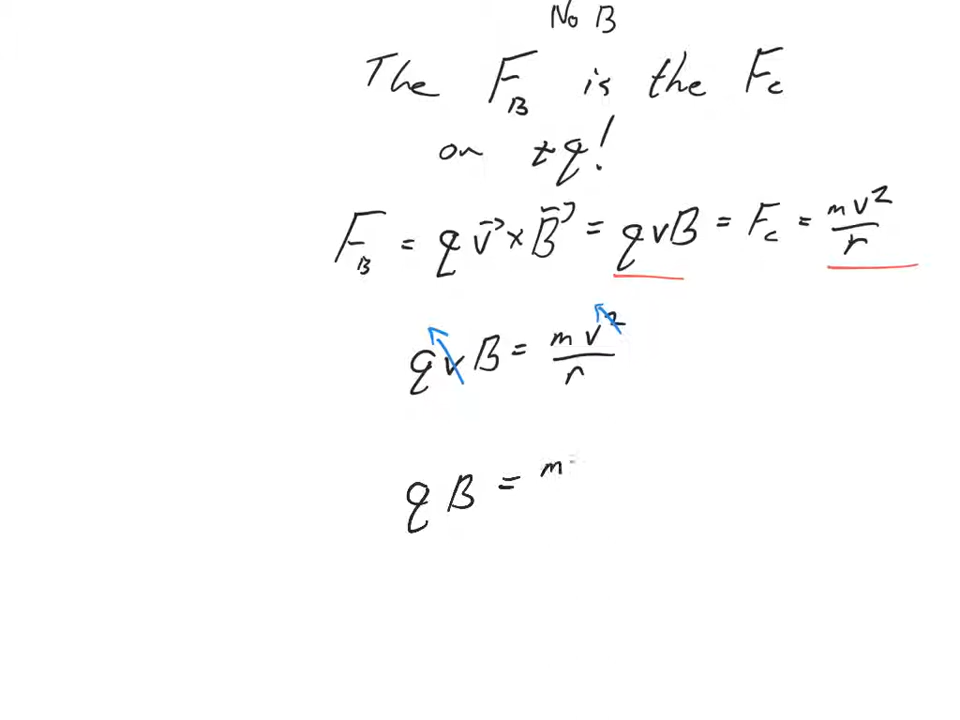 No B
The F_B is the F_c
on +q!
F_B = q v⃗ × B⃗ = qvB = F_c = mv²/r
qvB = mv²/r
qB = m